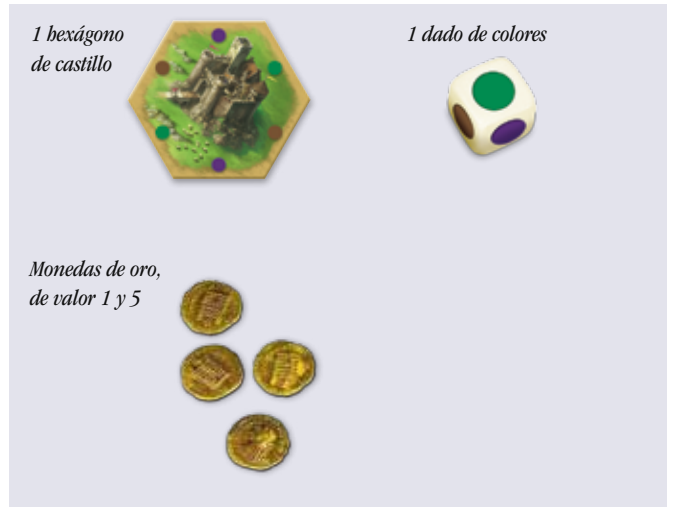 1 hexágono
de castillo
1 dado de colores
Monedas de oro,
de valor 1 y 5